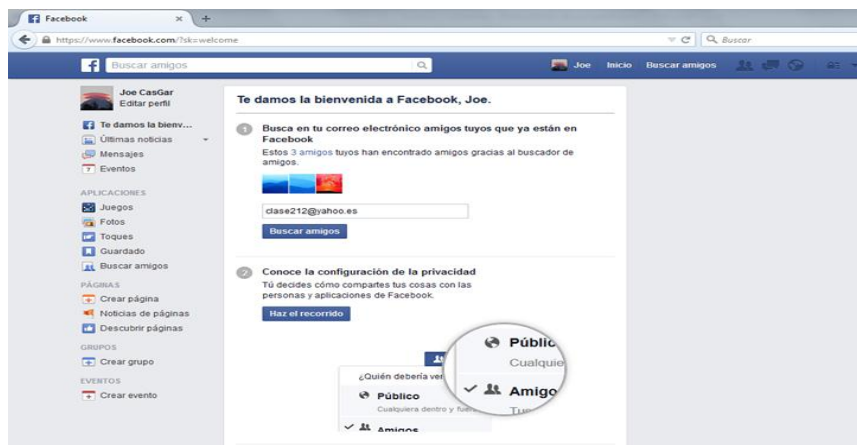 Facebook
https://www.facebook.com/?sk=welcome
Buscar
Buscar amigos
Joe
Inicio
Buscar amigos
Joe CasGar
Editar perfil
Te damos la bienv...
Últimas noticias
Mensajes
Eventos
APLICACIONES
Juegos
Fotos
Toques
Guardado
Buscar amigos
PÁGINAS
Crear página
Noticias de páginas
Descubrir páginas
GRUPOS
Crear grupo
EVENTOS
Crear evento
Te damos la bienvenida a Facebook, Joe.
1 Busca en tu correo electrónico amigos tuyos que ya están en
Facebook
Estos 3 amigos tuyos han encontrado amigos gracias al buscador de
amigos.
clase212@yahoo.es
Buscar amigos
2 Conoce la configuración de la privacidad
Tú decides cómo compartes tus cosas con las
personas y aplicaciones de Facebook.
Haz el recorrido
¿Quién debería ver
Público
Cualquiera dentro y fuer
Amigos
Públic
Cualquie
Amigo
Tus